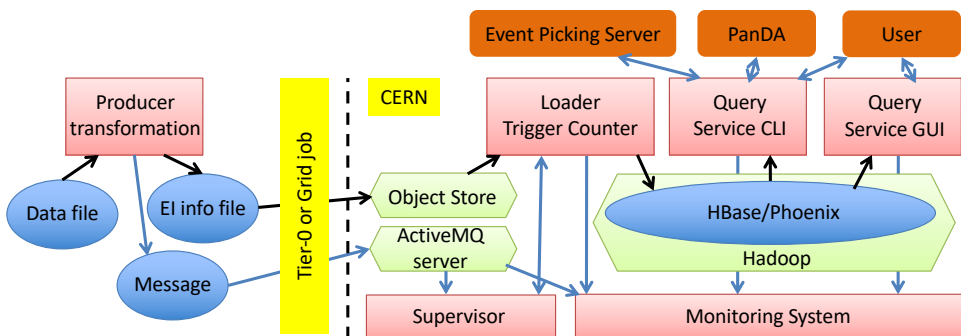 Event Picking Server
PanDA
User
Producer
transformation
CERN
Loader
Trigger Counter
Query
Service CLI
Query
Service GUI
Tier-0 or Grid job
Data file
EI info file
Object Store
HBase/Phoenix
ActiveMQ
server
Hadoop
Message
Supervisor
Monitoring System